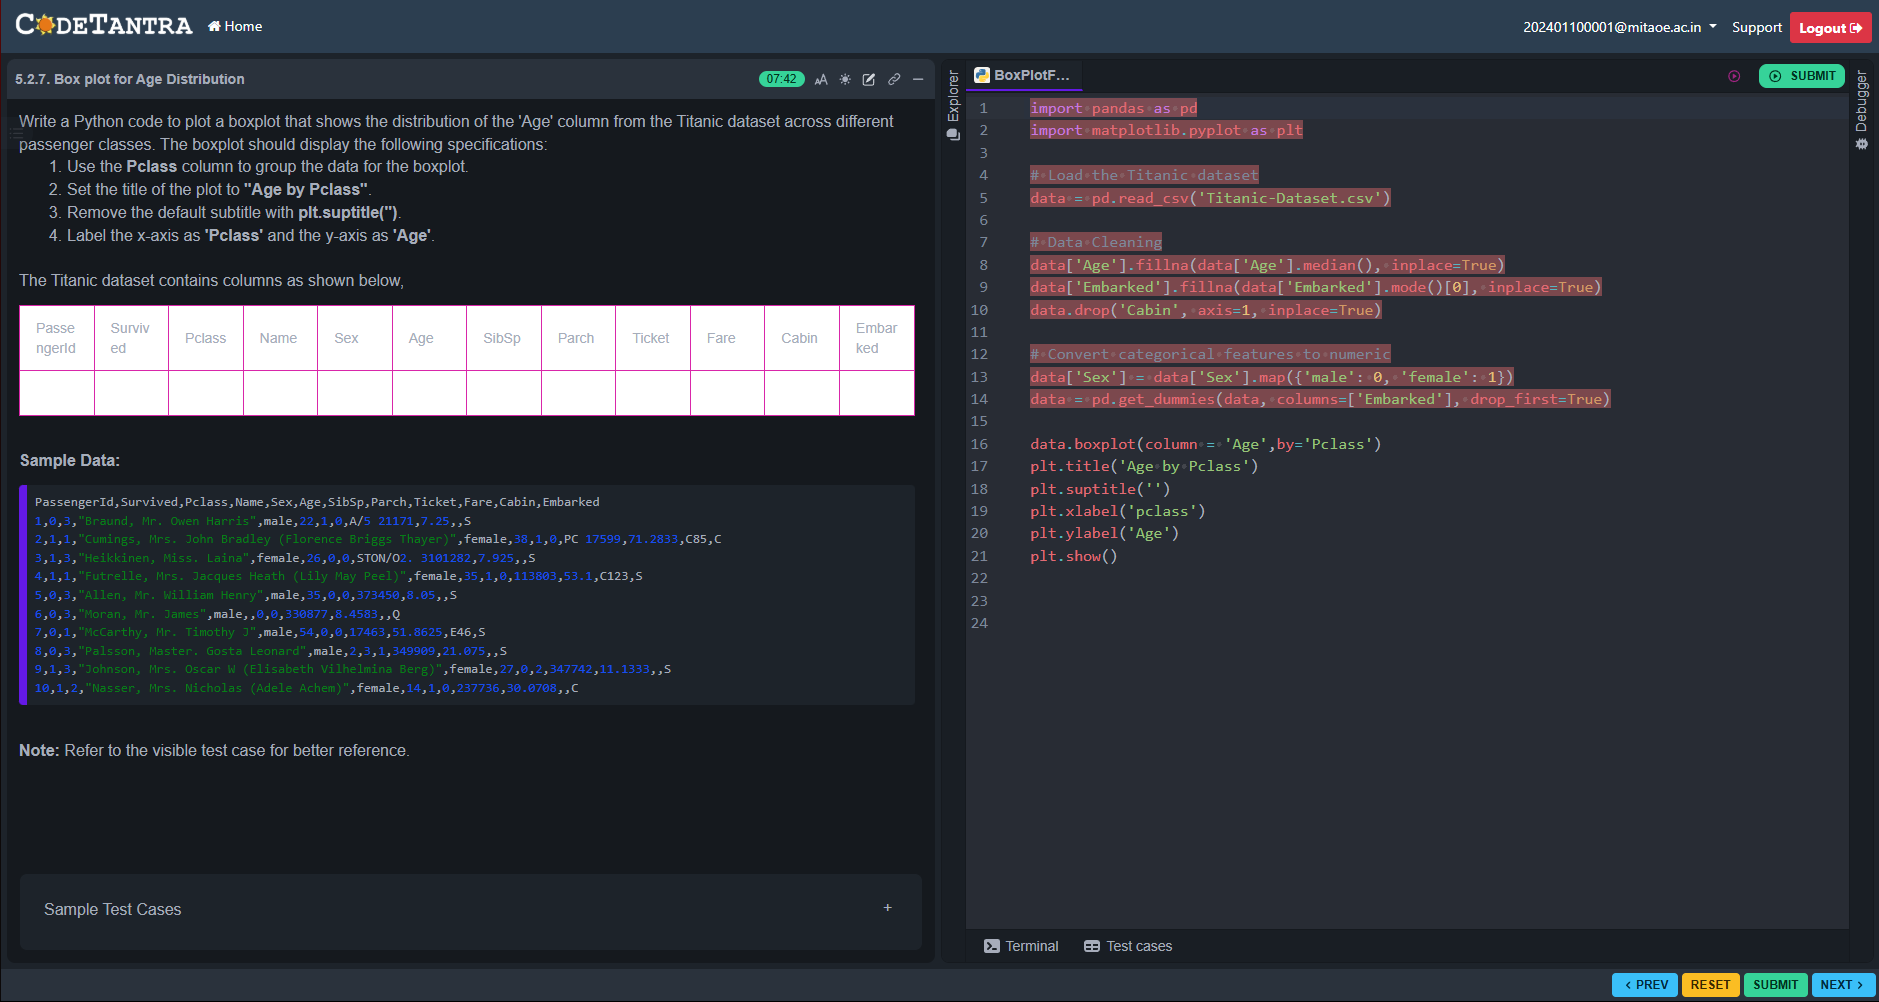 CODETANTRA
Home
202401100001@mitaoe.ac.in
Support
Logout
5.2.7. Box plot for Age Distribution
07:42
AA
Write a Python code to plot a boxplot that shows the distribution of the 'Age' column from the Titanic dataset across different
passenger classes. The boxplot should display the following specifications:
1. Use the Pclass column to group the data for the boxplot.
2. Set the title of the plot to "Age by Pclass".
3. Remove the default subtitle with plt.suptitle('').
4. Label the x-axis as 'Pclass' and the y-axis as 'Age'.
The Titanic dataset contains columns as shown below,
Passe
ngerId
Surviv
ed
Pclass
Name
Sex
Age
SibSp
Parch
Ticket
Fare
Cabin
Embar
ked
Sample Data:
PassengerId,Survived,Pclass,Name,Sex,Age,SibSp,Parch,Ticket,Fare,Cabin,Embarked
1,0,3,"Braund, Mr. Owen Harris",male,22,1,0,A/5 21171,7.25,,S
2,1,1,"Cumings, Mrs. John Bradley (Florence Briggs Thayer)",female,38,1,0,PC 17599,71.2833,C85,C
3,1,3,"Heikkinen, Miss. Laina",female,26,0,0,STON/O2. 3101282,7.925,,S
4,1,1,"Futrelle, Mrs. Jacques Heath (Lily May Peel)",female,35,1,0,113803,53.1,C123,S
5,0,3,"Allen, Mr. William Henry",male,35,0,0,373450,8.05,,S
6,0,3,"Moran, Mr. James",male,,0,0,330877,8.4583,,Q
7,0,1,"McCarthy, Mr. Timothy J",male,54,0,0,17463,51.8625,E46,S
8,0,3,"Palsson, Master. Gosta Leonard",male,2,3,1,349909,21.075,,S
9,1,3,"Johnson, Mrs. Oscar W (Elisabeth Vilhelmina Berg)",female,27,0,2,347742,11.1333,,S
10,1,2,"Nasser, Mrs. Nicholas (Adele Achem)",female,14,1,0,237736,30.0708,,C
Note: Refer to the visible test case for better reference.
Sample Test Cases
+
Explorer
BoxPlotF...
SUBMIT
Debugger
1 import pandas as pd
2 import matplotlib.pyplot as plt
3
4 # Load the Titanic dataset
5 data = pd.read_csv('Titanic-Dataset.csv')
6
7 # Data Cleaning
8 data['Age'].fillna(data['Age'].median(), inplace=True)
9 data['Embarked'].fillna(data['Embarked'].mode()[0], inplace=True)
10 data.drop('Cabin', axis=1, inplace=True)
11
12 # Convert categorical features to numeric
13 data['Sex'] = data['Sex'].map({'male': 0, 'female': 1})
14 data = pd.get_dummies(data, columns=['Embarked'], drop_first=True)
15
16 data.boxplot(column = 'Age',by='Pclass')
17 plt.title('Age by Pclass')
18 plt.suptitle('')
19 plt.xlabel('pclass')
20 plt.ylabel('Age')
21 plt.show()
22
23
24
Terminal
Test cases
< PREV
RESET
SUBMIT
NEXT >